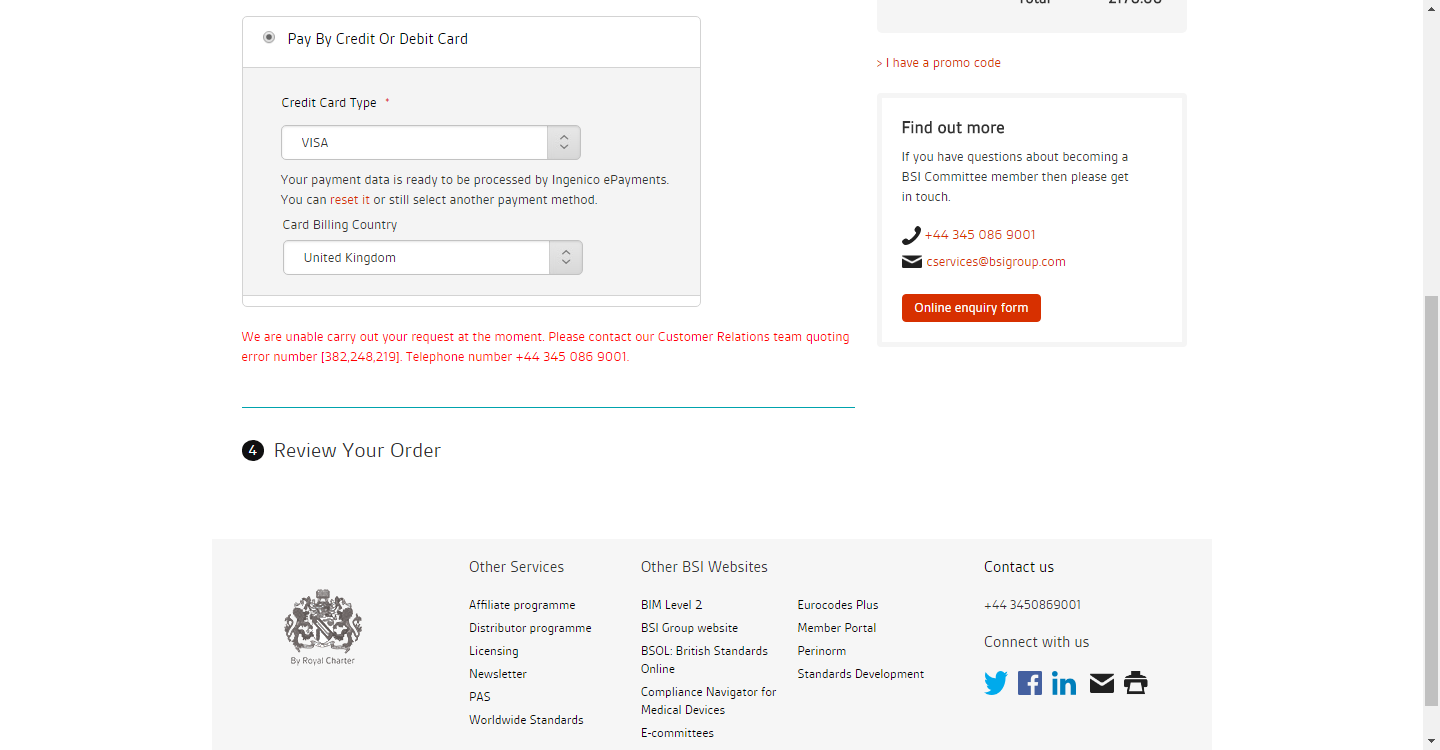 Pay By Credit Or Debit Card
Credit Card Type *
VISA
Your payment data is ready to be processed by Ingenico ePayments.
You can reset it or still select another payment method.
Card Billing Country
United Kingdom
We are unable carry out your request at the moment. Please contact our Customer Relations team quoting
error number [382,248,219]. Telephone number +44 345 086 9001.
4 Review Your Order
> I have a promo code
Find out more
If you have questions about becoming a
BSI Committee member then please get
in touch.
+44 345 086 9001
cservices@bsigroup.com
Online enquiry form
By Royal Charter
Other Services
Affiliate programme
Distributor programme
Licensing
Newsletter
PAS
Worldwide Standards
Other BSI Websites
BIM Level 2
BSI Group website
BSOL: British Standards
Online
Compliance Navigator for
Medical Devices
E-committees
Eurocodes Plus
Member Portal
Perinorm
Standards Development
Contact us
+44 3450869001
Connect with us